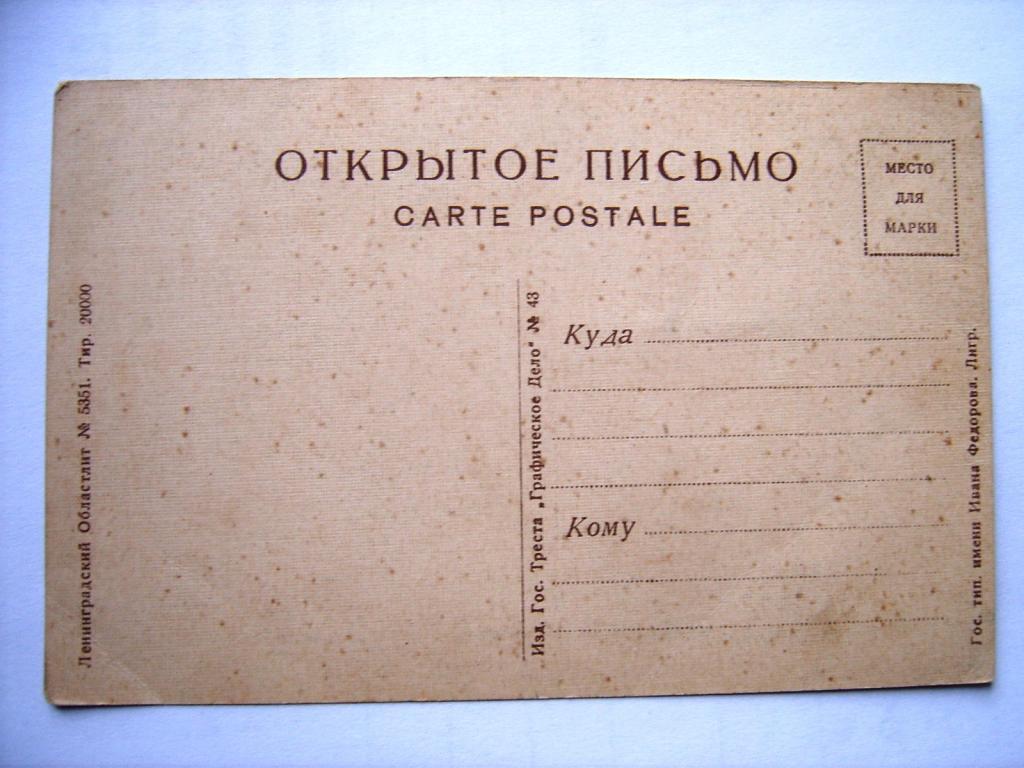 ОТКРЫТОЕ ПИСЬМО
CARTE POSTALE
МЕСТО
ДЛЯ
МАРКИ
Ленинградский Областлит № 5351. Тир. 20000
Изд. Гос. Треста „Графическое Дело" № 43
Куда
Кому
Гос. тип. имени Ивана Федорова. Лнгр.